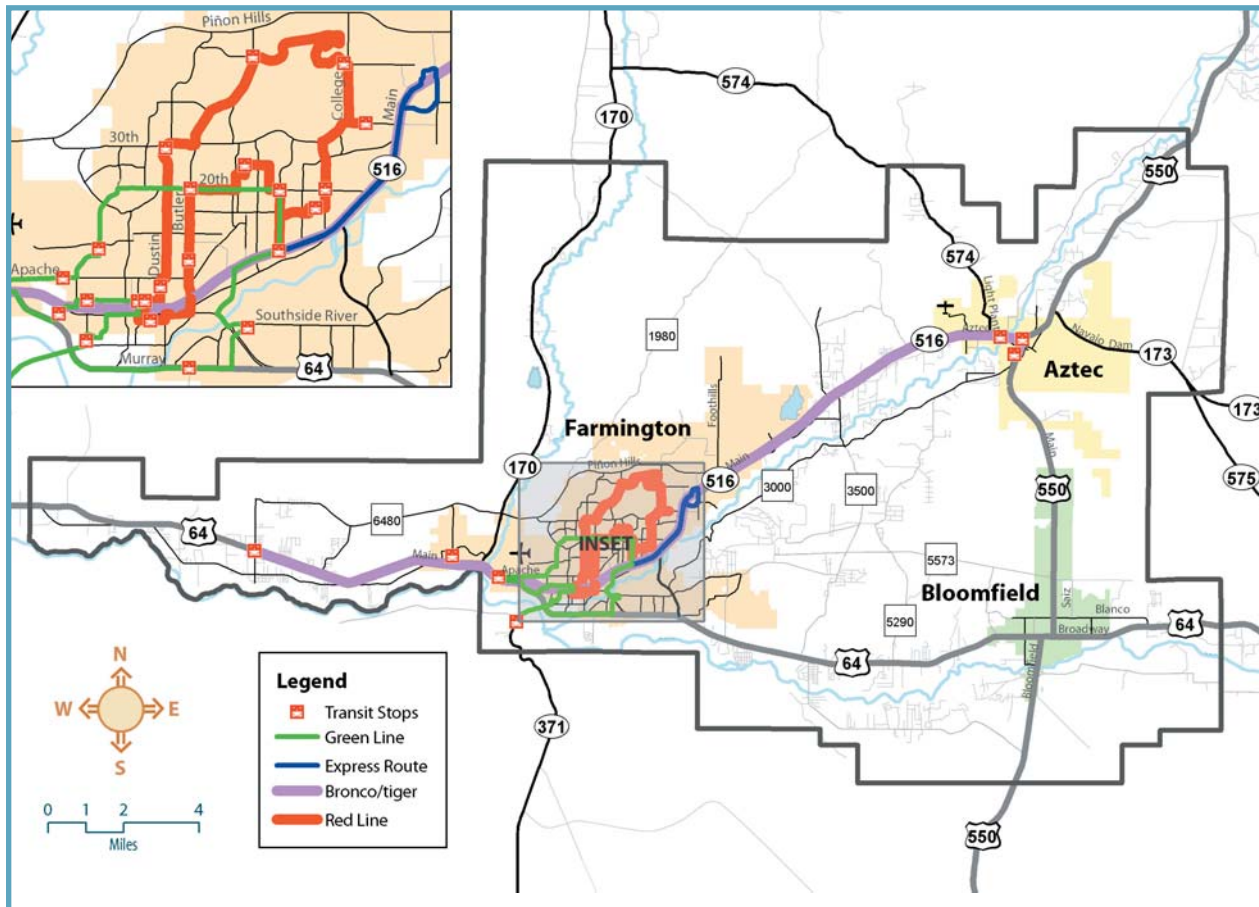 Piñon Hills
College
Main
30th
516
20th
Butler
Dustin
Apache
Southside River
Murray
64
574
170
574
550
574
Light Plant
1980
516
Aztec
Navajo Dam
173
Aztec
Foothills
173
Farmington
Main
575
170
Piñon Hills
Main
516
550
3000
3500
6480
64
INSET
Main
Apache
5573
Saiz
Bloomfield
Blanco
5290
Broadway
64
64
Bloomfield
N
W E
S
Legend
Transit Stops
Green Line
Express Route
Bronco/tiger
Red Line
371
0 1 2 4
Miles
550